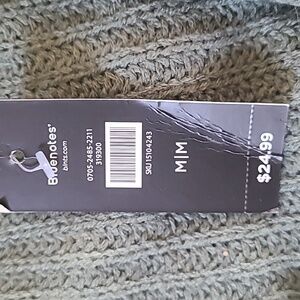 Bluenotes'
blnts.com
0705-2485-2211
319300
SKU15104243
M|M
$24.99